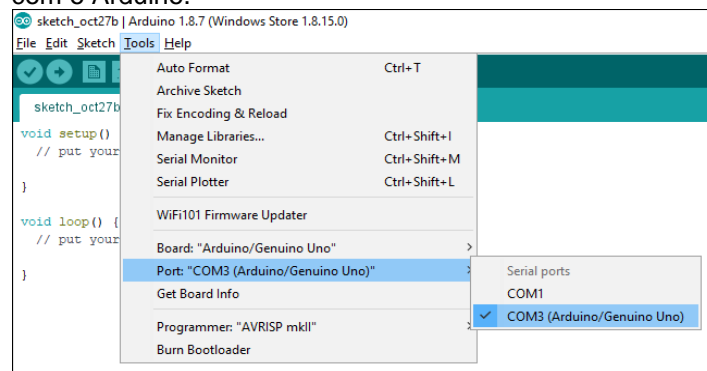 com o Arduino.
sketch_oct27b | Arduino 1.8.7 (Windows Store 1.8.15.0)
File Edit Sketch Tools Help
sketch_oct27b
void setup()
// put your
}
void loop() {
// put your
}
Auto Format Ctrl+T
Archive Sketch
Fix Encoding & Reload
Manage Libraries... Ctrl+Shift+I
Serial Monitor Ctrl+Shift+M
Serial Plotter Ctrl+Shift+L
WiFi101 Firmware Updater
Board: "Arduino/Genuino Uno"
Port: "COM3 (Arduino/Genuino Uno)"
Get Board Info
Programmer: "AVRISP mkII"
Burn Bootloader
Serial ports
COM1
COM3 (Arduino/Genuino Uno)